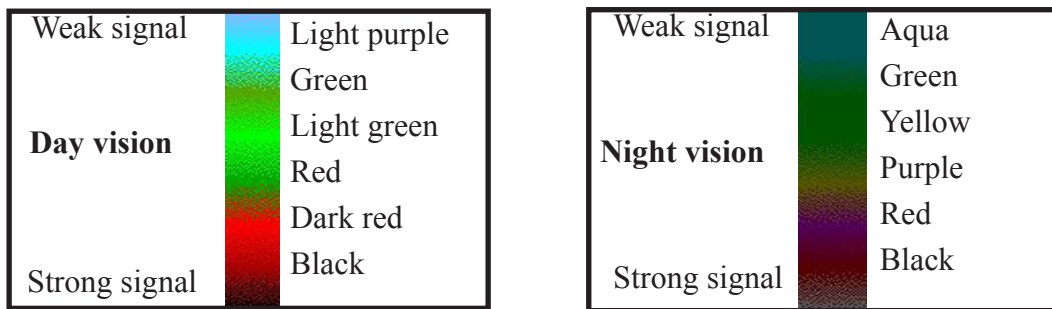 Weak signal
Light purple
Green
Light green
Day vision
Red
Dark red
Black
Strong signal
Weak signal
Aqua
Green
Yellow
Night vision
Purple
Red
Black
Strong signal